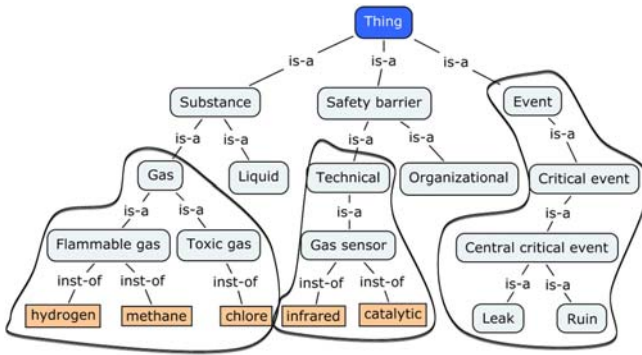 Thing
is-a is-a is-a
Substance Safety barrier Event
is-a is-a is-a is-a is-a
Gas Liquid Technical Organizational Critical event
is-a is-a is-a is-a
Flammable gas Toxic gas Gas sensor Central critical event
inst-of inst-of inst-of inst-of inst-of is-a is-a
hydrogen methane chlore infrared catalytic Leak Ruin